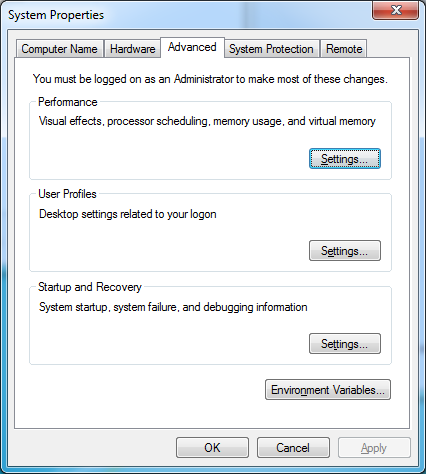 System Properties
Computer Name Hardware Advanced System Protection Remote
You must be logged on as an Administrator to make most of these changes.
Performance
Visual effects, processor scheduling, memory usage, and virtual memory
Settings...
User Profiles
Desktop settings related to your logon
Settings...
Startup and Recovery
System startup, system failure, and debugging information
Settings...
Environment Variables...
OK Cancel Apply